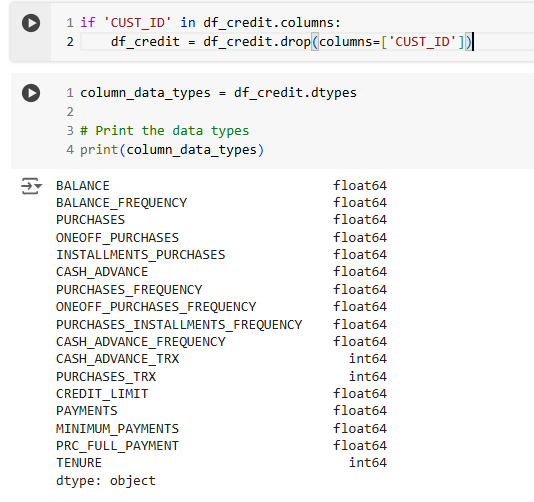 1 if 'CUST_ID' in df_credit.columns:
2     df_credit = df_credit.drop(columns=['CUST_ID'])
1 column_data_types = df_credit.dtypes
2
3 # Print the data types
4 print(column_data_types)
BALANCE                             float64
BALANCE_FREQUENCY                   float64
PURCHASES                           float64
ONEOFF_PURCHASES                    float64
INSTALLMENTS_PURCHASES              float64
CASH_ADVANCE                        float64
PURCHASES_FREQUENCY                 float64
ONEOFF_PURCHASES_FREQUENCY          float64
PURCHASES_INSTALLMENTS_FREQUENCY    float64
CASH_ADVANCE_FREQUENCY              float64
CASH_ADVANCE_TRX                      int64
PURCHASES_TRX                         int64
CREDIT_LIMIT                        float64
PAYMENTS                            float64
MINIMUM_PAYMENTS                    float64
PRC_FULL_PAYMENT                    float64
TENURE                                int64
dtype: object